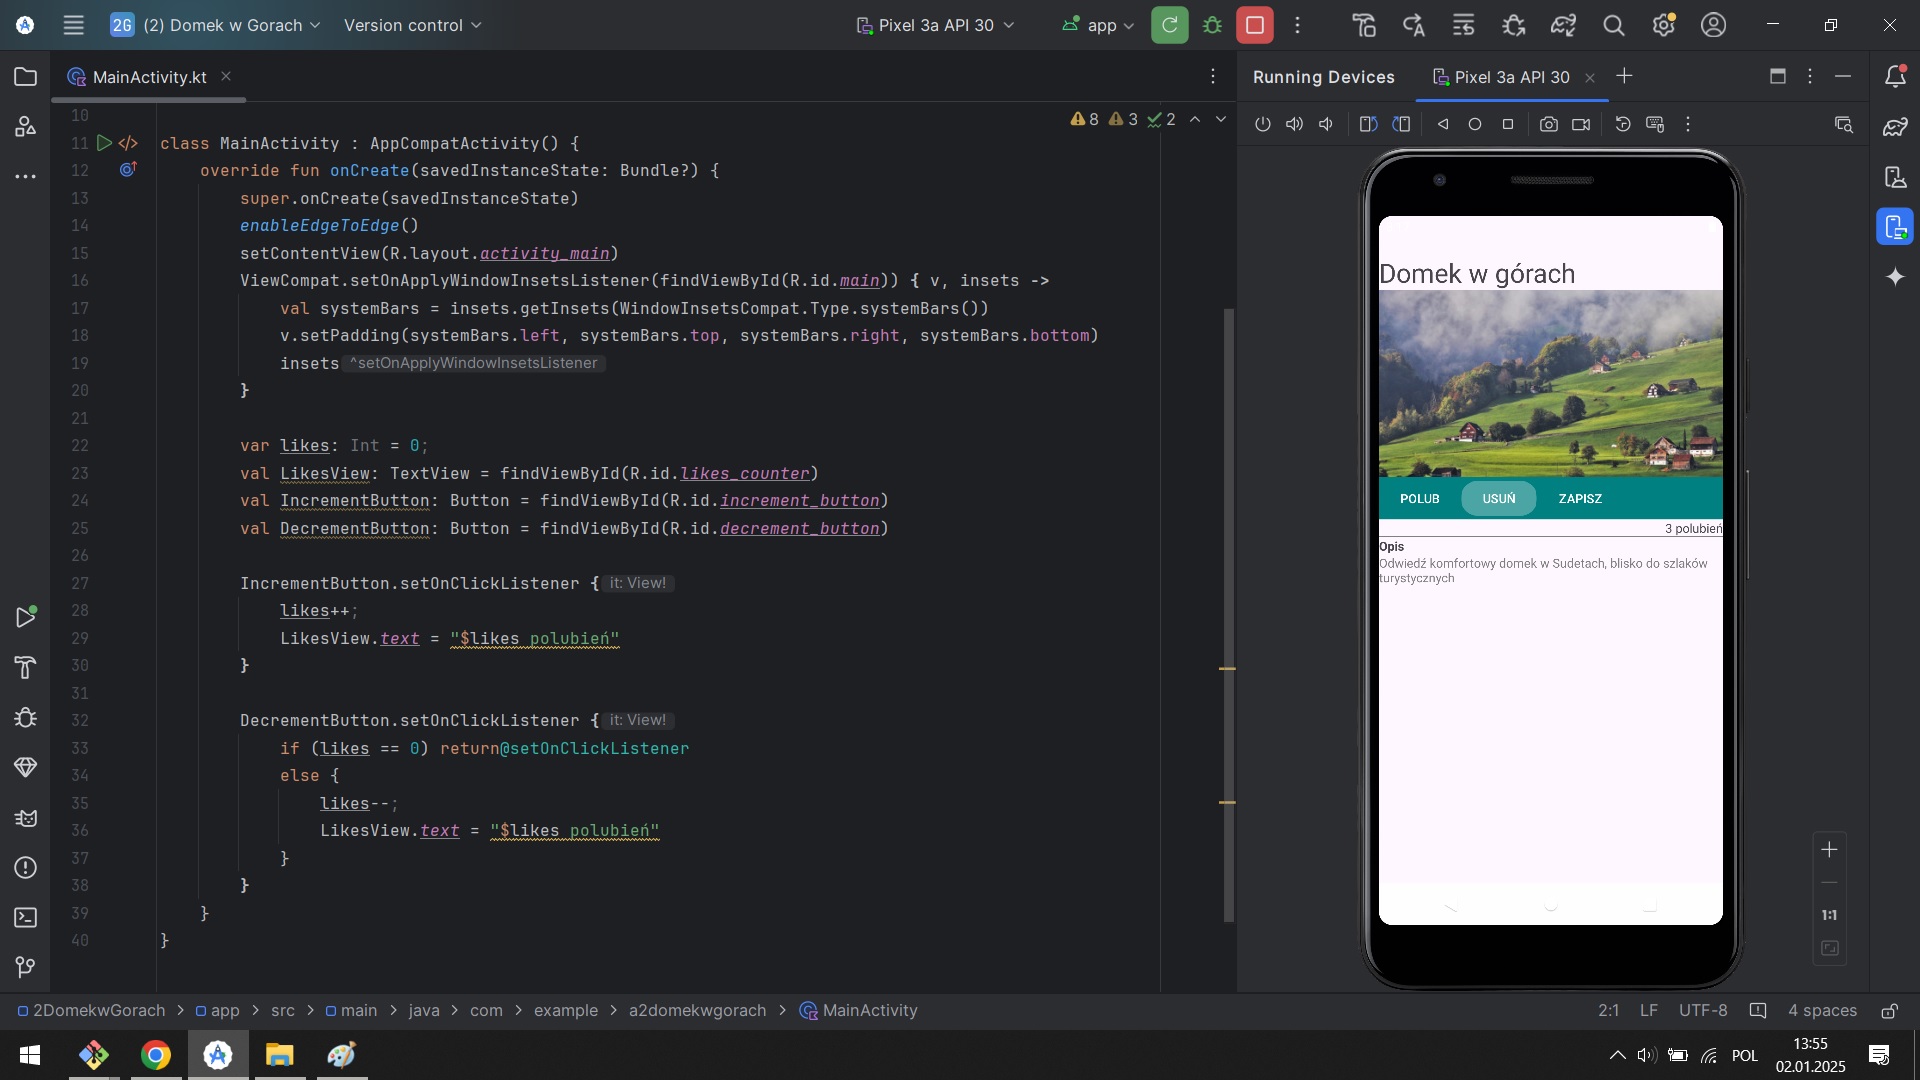 2G (2) Domek w Gorach Version control Pixel 3a API 30 app
MainActivity.kt
Running Devices Pixel 3a API 30
8 3 2
10
11 class MainActivity : AppCompatActivity() {
12 override fun onCreate(savedInstanceState: Bundle?) {
13 super.onCreate(savedInstanceState)
14 enableEdgeToEdge()
15 setContentView(R.layout.activity_main)
16 ViewCompat.setOnApplyWindowInsetsListener(findViewById(R.id.main)) { v, insets ->
17 val systemBars = insets.getInsets(WindowInsetsCompat.Type.systemBars())
18 v.setPadding(systemBars.left, systemBars.top, systemBars.right, systemBars.bottom)
19 insets ^setOnApplyWindowInsetsListener
20 }
21
22 var likes: Int = 0;
23 val LikesView: TextView = findViewById(R.id.likes_counter)
24 val IncrementButton: Button = findViewById(R.id.increment_button)
25 val DecrementButton: Button = findViewById(R.id.decrement_button)
26
27 IncrementButton.setOnClickListener { it: View!
28 likes++;
29 LikesView.text = "$likes polubień"
30 }
31
32 DecrementButton.setOnClickListener { it: View!
33 if (likes == 0) return@setOnClickListener
34 else {
35 likes--;
36 LikesView.text = "$likes polubień"
37 }
38 }
39 }
40 }
Domek w górach
POLUB USUŃ ZAPISZ
3 polubień
Opis
Odwiedź komfortowy domek w Sudetach, blisko do szlaków
turystycznych
1:1
2DomekwGorach > app > src > main > java > com > example > a2domekwgorach > MainActivity
2:1 LF UTF-8 4 spaces
POL
13:55
02.01.2025